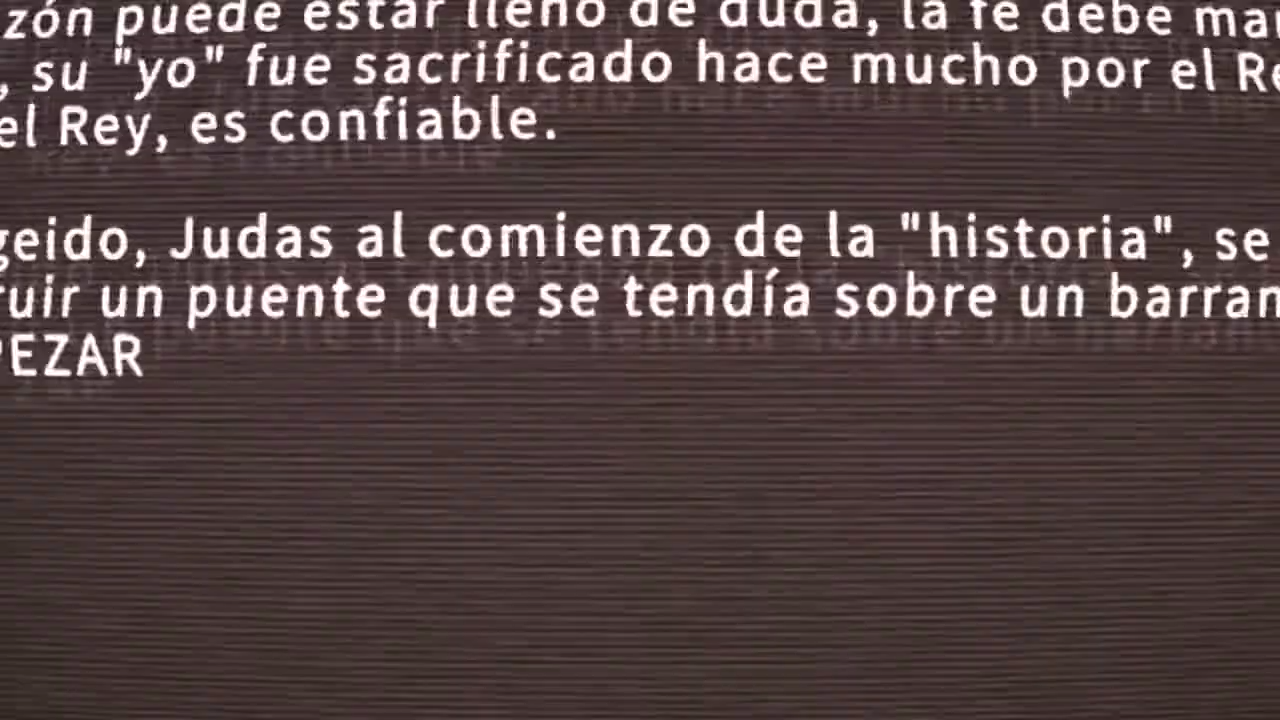 zón puede estar lleno de duda, la fe debe
, su "yo" fue sacrificado hace mucho por el
el Rey, es confiable.
geido, Judas al comienzo de la "historia", se
ruir un puente que se tendía sobre un barran
PEZAR